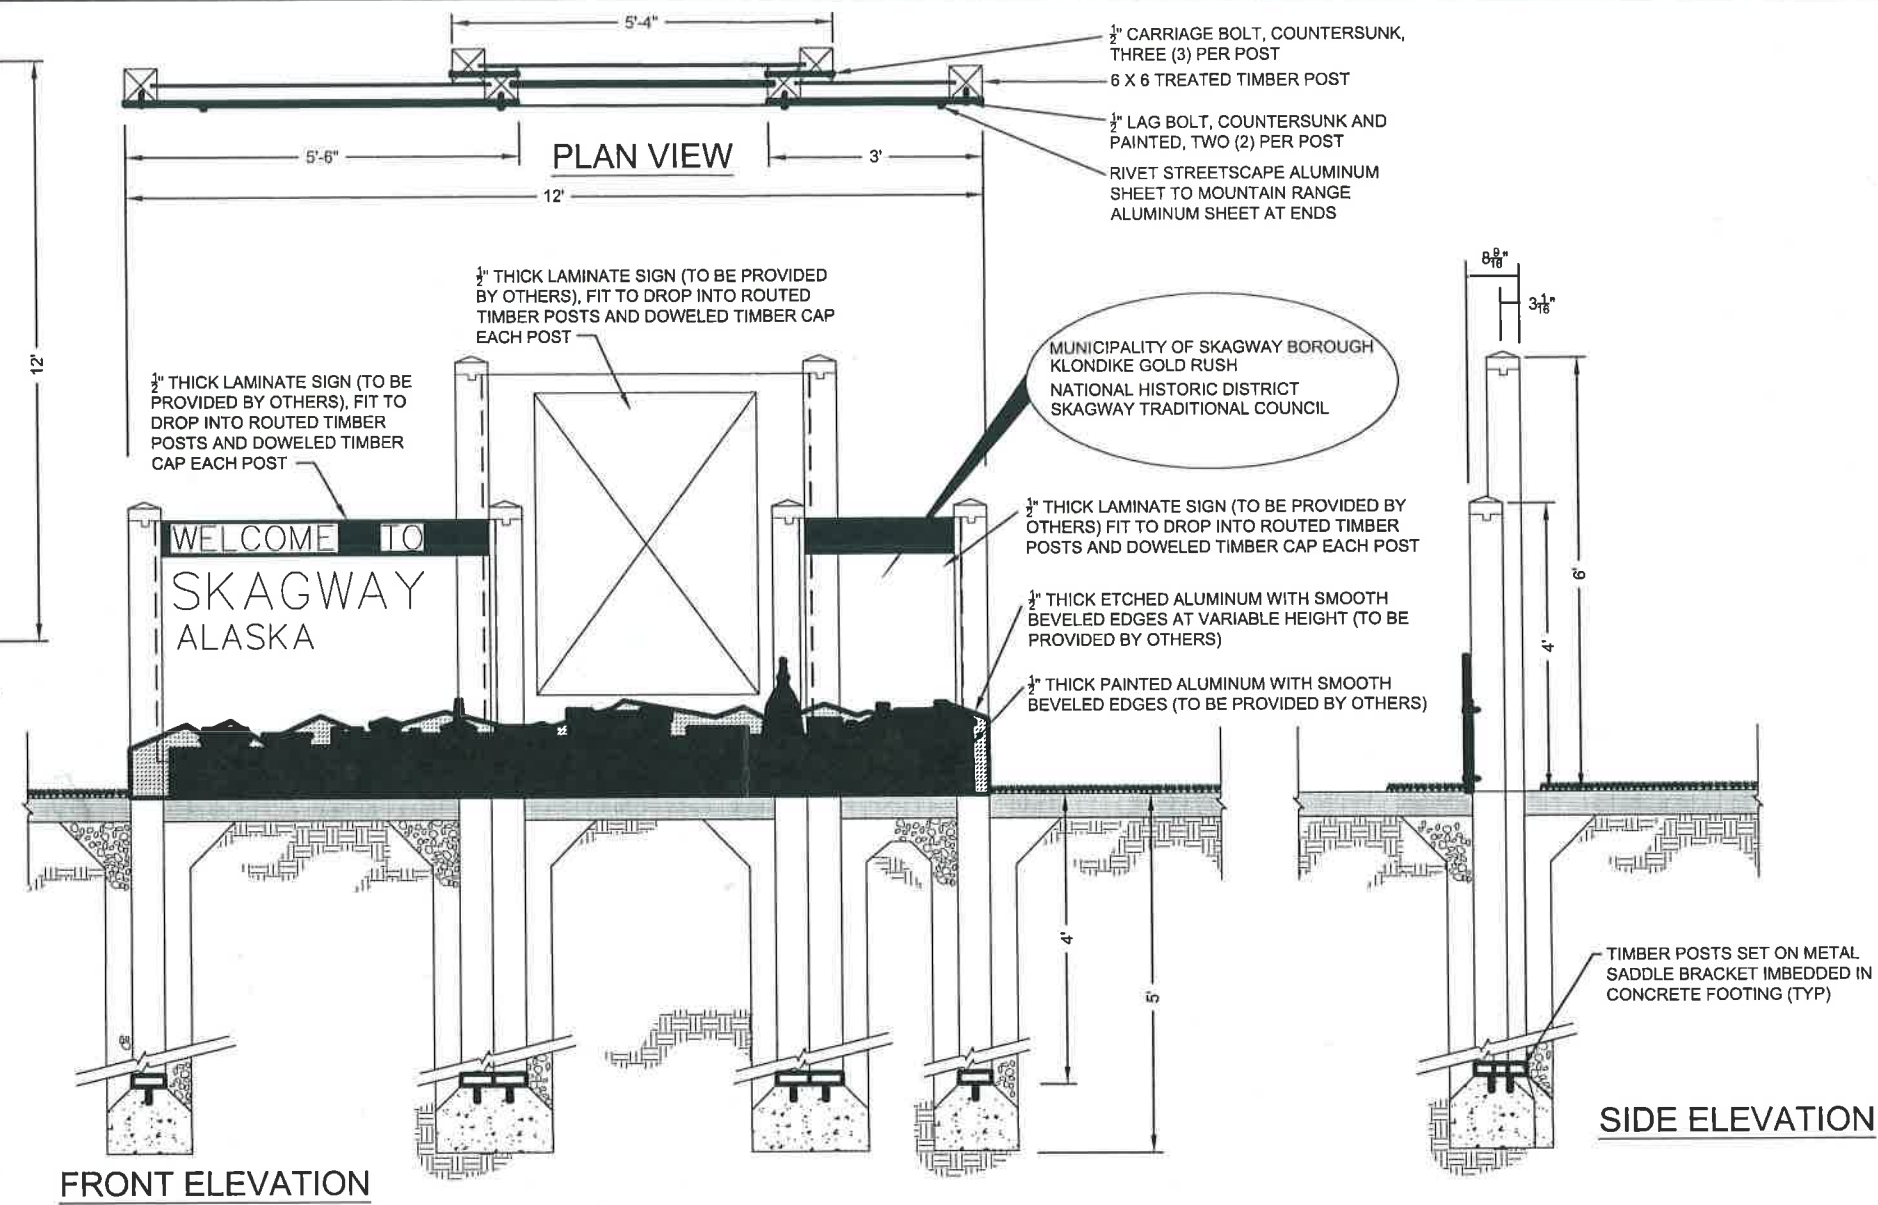 5'-4"
½" CARRIAGE BOLT, COUNTERSUNK,
THREE (3) PER POST
6 X 6 TREATED TIMBER POST
½" LAG BOLT, COUNTERSUNK AND
PAINTED, TWO (2) PER POST
RIVET STREETSCAPE ALUMINUM
SHEET TO MOUNTAIN RANGE
ALUMINUM SHEET AT ENDS
5'-6"
PLAN VIEW
3'
12'
12'
½" THICK LAMINATE SIGN (TO BE PROVIDED
BY OTHERS), FIT TO DROP INTO ROUTED
TIMBER POSTS AND DOWELED TIMBER CAP
EACH POST
½" THICK LAMINATE SIGN (TO BE
PROVIDED BY OTHERS), FIT TO
DROP INTO ROUTED TIMBER
POSTS AND DOWELED TIMBER
CAP EACH POST
MUNICIPALITY OF SKAGWAY BOROUGH
KLONDIKE GOLD RUSH
NATIONAL HISTORIC DISTRICT
SKAGWAY TRADITIONAL COUNCIL
½" THICK LAMINATE SIGN (TO BE PROVIDED BY
OTHERS) FIT TO DROP INTO ROUTED TIMBER
POSTS AND DOWELED TIMBER CAP EACH POST
WELCOME TO
SKAGWAY
ALASKA
½" THICK ETCHED ALUMINUM WITH SMOOTH
BEVELED EDGES AT VARIABLE HEIGHT (TO BE
PROVIDED BY OTHERS)
½" THICK PAINTED ALUMINUM WITH SMOOTH
BEVELED EDGES (TO BE PROVIDED BY OTHERS)
4'
5'
FRONT ELEVATION
8 9/16"
3 1/16"
6'
4'
TIMBER POSTS SET ON METAL
SADDLE BRACKET IMBEDDED IN
CONCRETE FOOTING (TYP)
SIDE ELEVATION